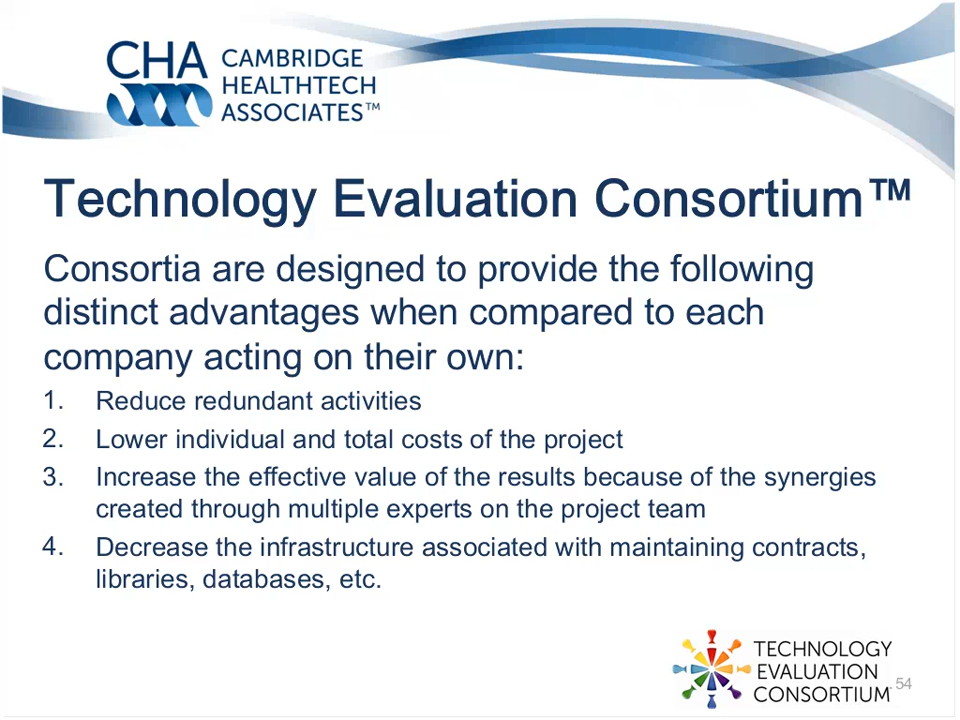 CHA CAMBRIDGE
HEALTHTECH
ASSOCIATES™
Technology Evaluation Consortium™
Consortia are designed to provide the following
distinct advantages when compared to each
company acting on their own:
1. Reduce redundant activities
2. Lower individual and total costs of the project
3. Increase the effective value of the results because of the synergies
created through multiple experts on the project team
4. Decrease the infrastructure associated with maintaining contracts,
libraries, databases, etc.
TECHNOLOGY
EVALUATION
CONSORTIUM
54